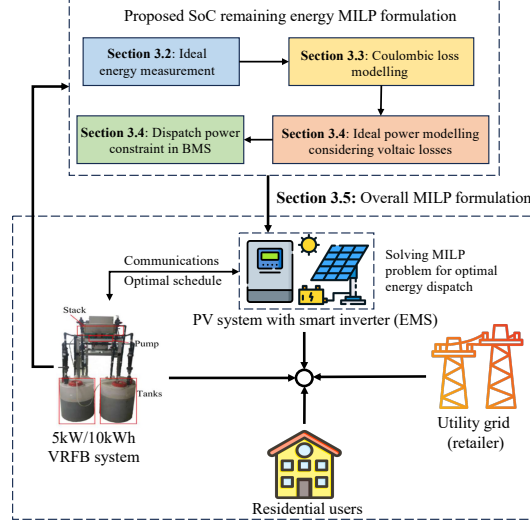 Proposed SoC remaining energy MILP formulation
Section 3.2: Ideal
energy measurement
Section 3.3: Coulombic loss
modelling
Section 3.4: Dispatch power
constraint in BMS
Section 3.4: Ideal power modelling
considering voltaic losses
Section 3.5: Overall MILP formulation
Communications
Optimal schedule
Solving MILP
problem for optimal
energy dispatch
PV system with smart inverter (EMS)
Stack
Pump
Tanks
5kW/10kWh
VRFB system
Utility grid
(retailer)
Residential users